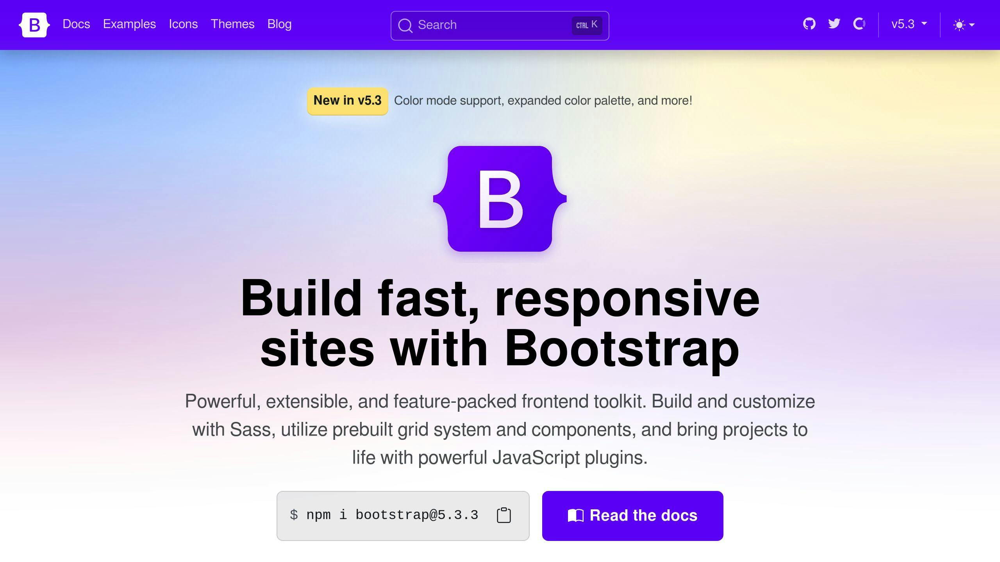 B Docs Examples Icons Themes Blog Search CTRL K v5.3
New in v5.3 Color mode support, expanded color palette, and more!
B
Build fast, responsive
sites with Bootstrap
Powerful, extensible, and feature-packed frontend toolkit. Build and customize
with Sass, utilize prebuilt grid system and components, and bring projects to
life with powerful JavaScript plugins.
$ npm i bootstrap@5.3.3 Read the docs